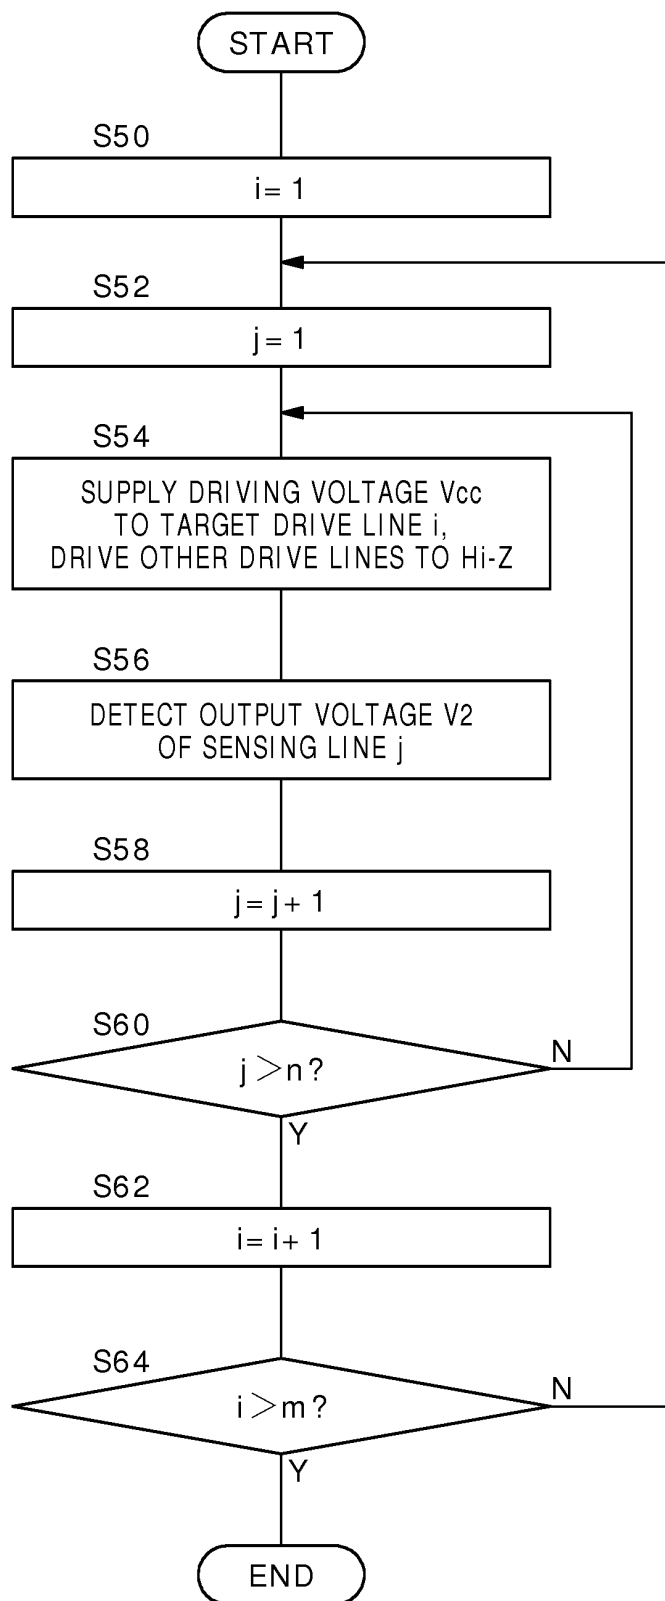 START
S50
i= 1
S52
j= 1
S54
SUPPLY DRIVING VOLTAGE Vcc
TO TARGET DRIVE LINE i,
DRIVE OTHER DRIVE LINES TO Hi-Z
S56
DETECT OUTPUT VOLTAGE V2
OF SENSING LINE j
S58
j= j+ 1
S60
j >n?
N
Y
S62
i= i+ 1
S64
i >m?
N
Y
END